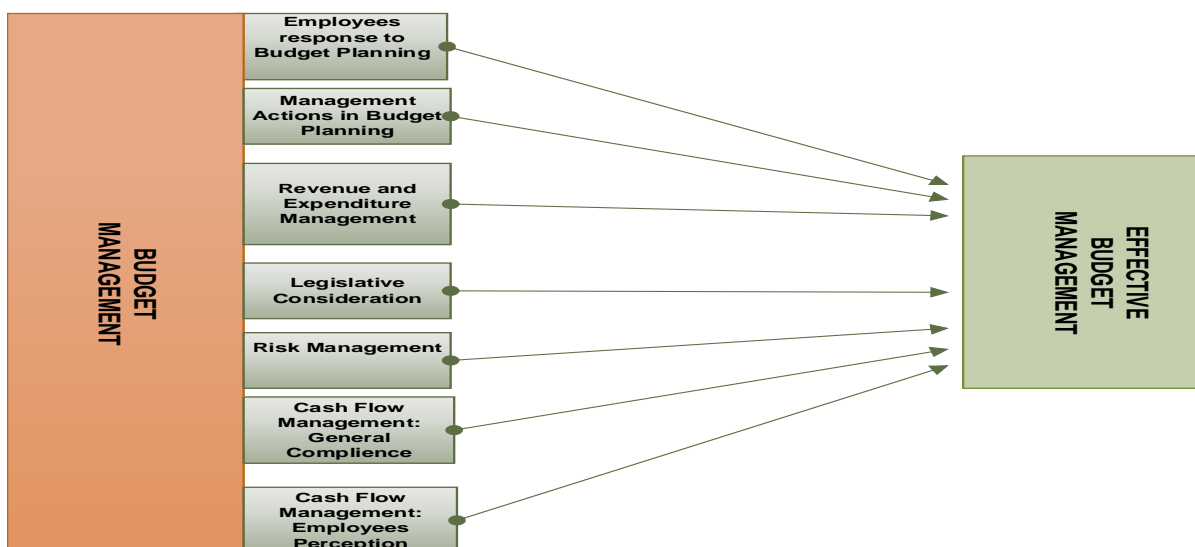 BUDGET
MANAGEMENT
Employees
response to
Budget Planning
Management
Actions in Budget
Planning
Revenue and
Expenditure
Management
Legislative
Consideration
Risk Management
Cash Flow
Management:
General
Complience
Cash Flow
Management:
Employees
Perception
EFFECTIVE
BUDGET
MANAGEMENT